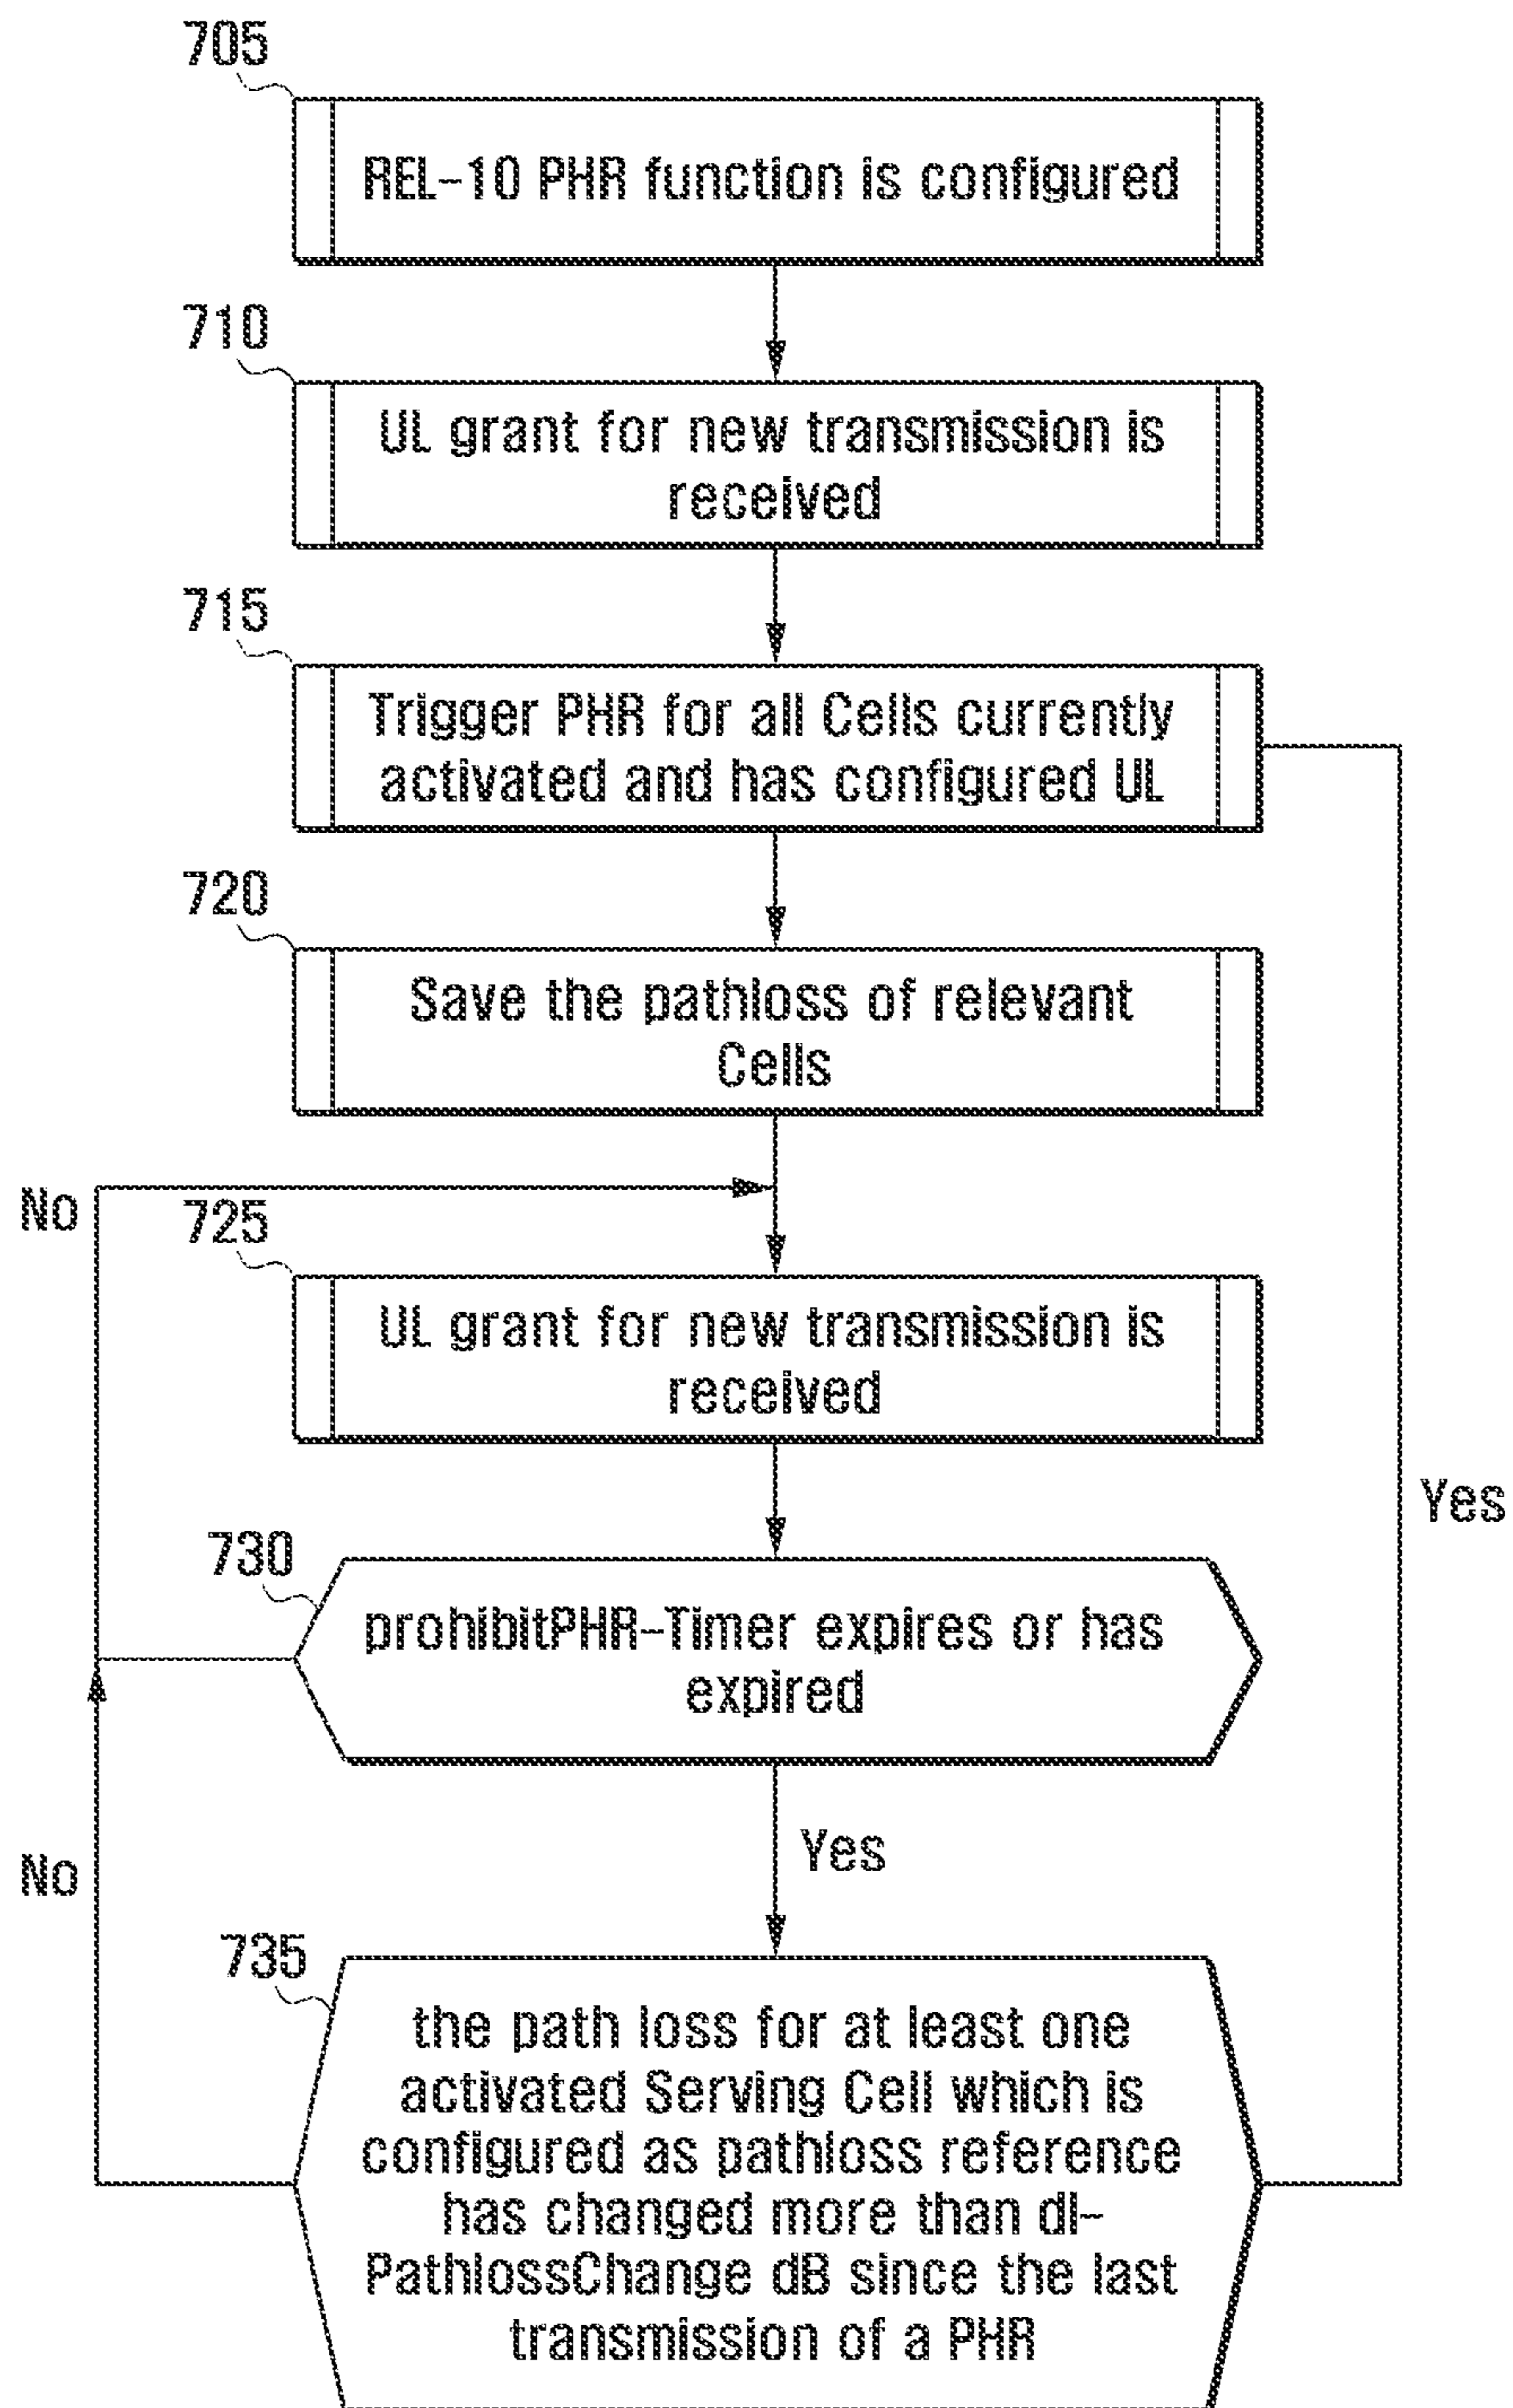 705
REL-10 PHR function is configured
710
UL grant for new transmission is
received
715
Trigger PHR for all Cells currently
activated and has configured UL
720
Save the pathloss of relevant
Cells
No
725
UL grant for new transmission is
received
Yes
730
prohibitPHR-Timer expires or has
expired
Yes
No
735
the path loss for at least one
activated Serving Cell which is
configured as pathloss reference
has changed more than dl-
PathlossChange dB since the last
transmission of a PHR